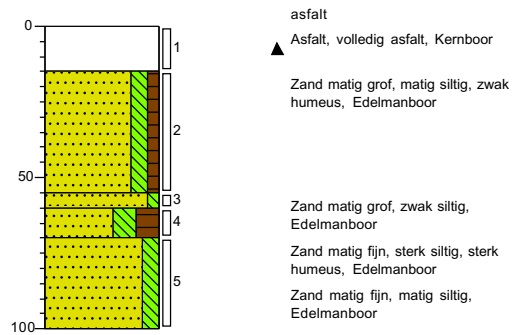 asfalt
0
Asfalt, volledig asfalt, Kernboor
1
Zand matig grof, matig siltig, zwak
humeus, Edelmanboor
2
50
3
Zand matig grof, zwak siltig,
Edelmanboor
4
Zand matig fijn, sterk siltig, sterk
humeus, Edelmanboor
5
Zand matig fijn, matig siltig,
Edelmanboor
100